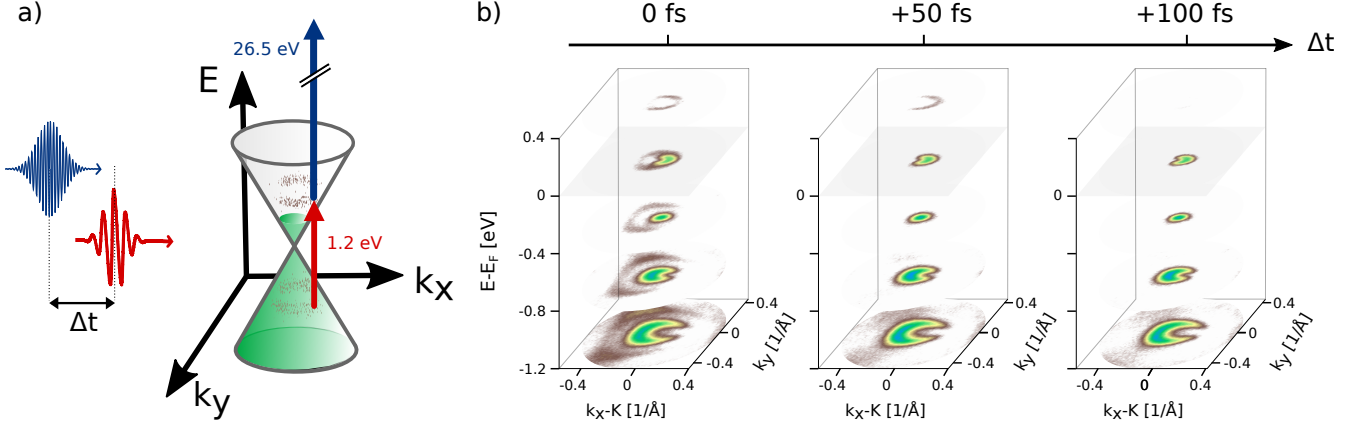 a)
26.5 eV
E
1.2 eV
kx
ky
Δt
b)
0 fs
+50 fs
+100 fs
Δt
E-EF [eV]
0.4
0
-0.4
-0.8
-1.2
-0.4
0
0.4
kx-K [1/Å]
-0.4
0
0.4
ky [1/Å]
-0.4
0
0.4
kx-K [1/Å]
-0.4
0
0.4
ky [1/Å]
0
-0.4
0
0.4
kx-K [1/Å]
-0.4
0
0.4
ky [1/Å]
0